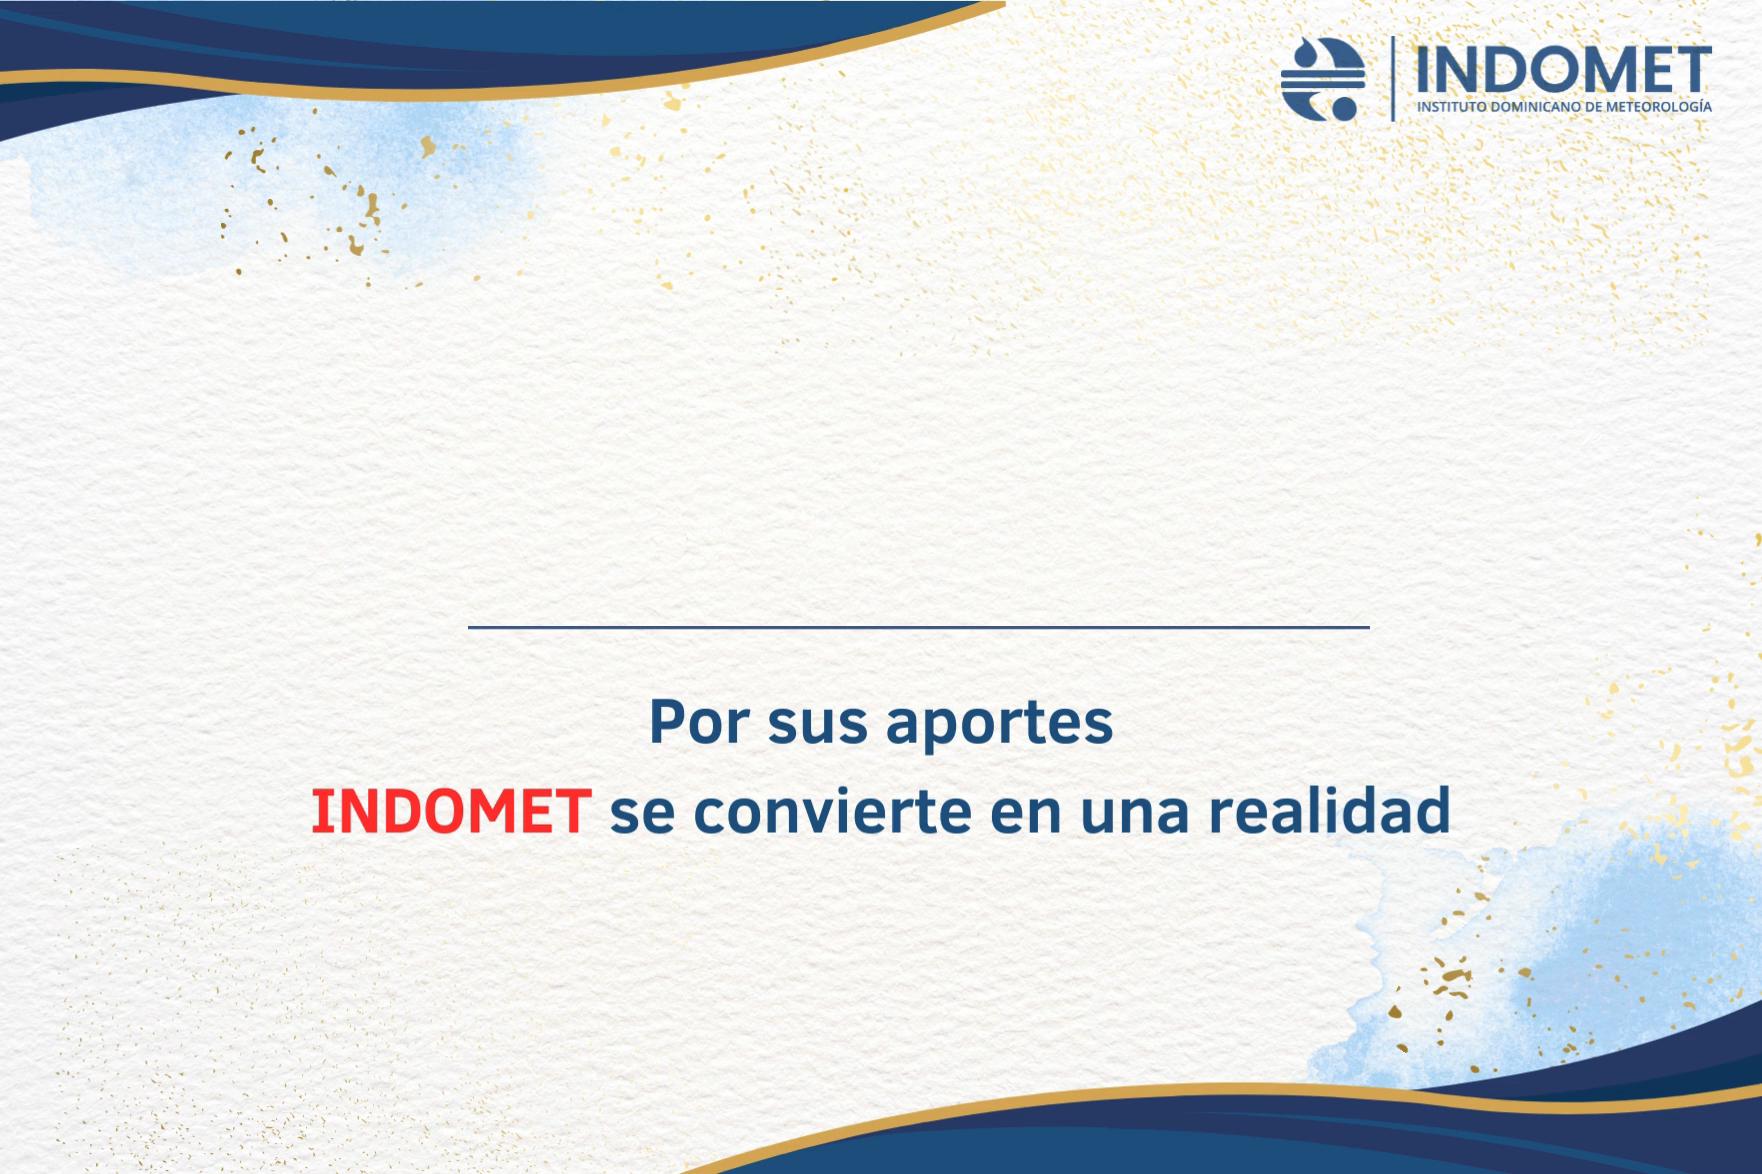 INDOMET
INSTITUTO DOMINICANO DE METEOROLOGÍA
Por sus aportes
INDOMET se convierte en una realidad